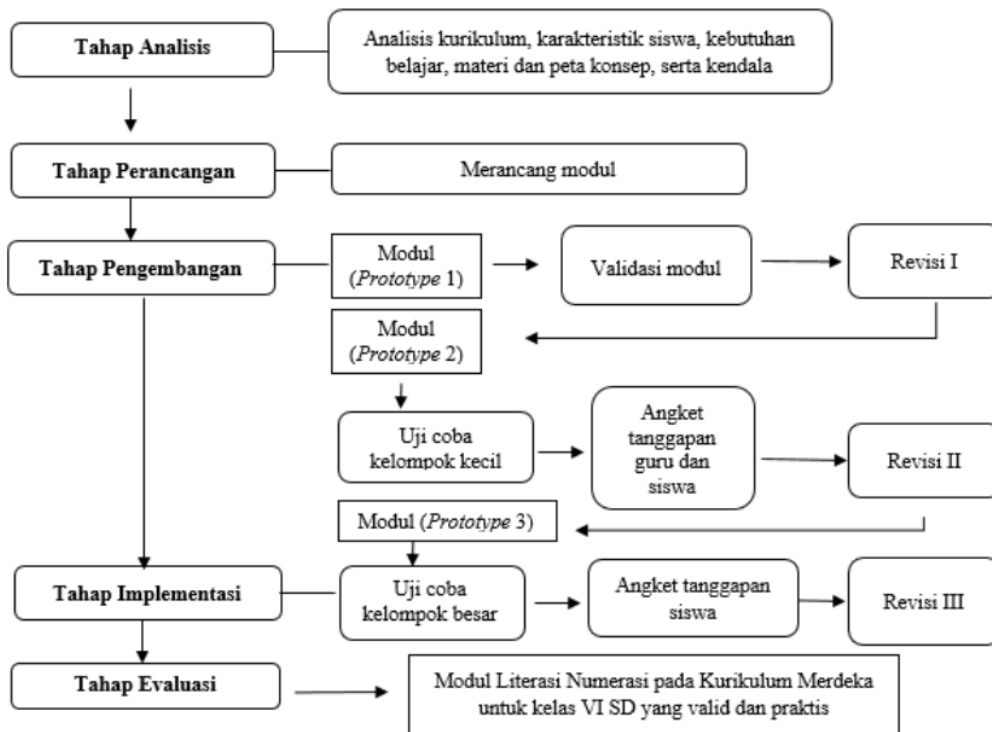 Tahap Analisis
Analisis kurikulum, karakteristik siswa, kebutuhan
belajar, materi dan peta konsep, serta kendala
Tahap Perancangan
Merancang modul
Tahap Pengembangan
Modul
(Prototype 1)
Validasi modul
Revisi I
Modul
(Prototype 2)
Uji coba
kelompok kecil
Angket
tanggapan
guru dan
siswa
Revisi II
Modul (Prototype 3)
Tahap Implementasi
Uji coba
kelompok besar
Angket tanggapan
siswa
Revisi III
Tahap Evaluasi
Modul Literasi Numerasi pada Kurikulum Merdeka
untuk kelas VI SD yang valid dan praktis